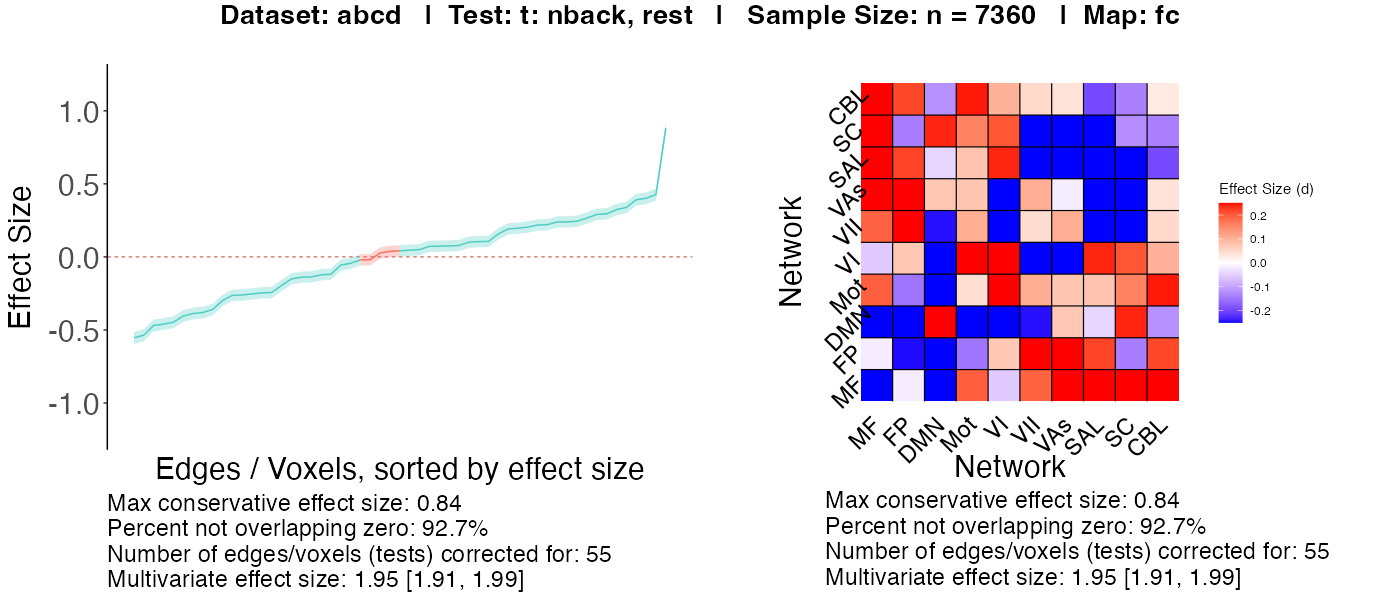 Dataset: abcd | Test: t: nback, rest | Sample Size: n = 7360 | Map: fc
Effect Size
1.0
0.5
0.0
-0.5
-1.0
Edges / Voxels, sorted by effect size
Max conservative effect size: 0.84
Percent not overlapping zero: 92.7%
Number of edges/voxels (tests) corrected for: 55
Multivariate effect size: 1.95 [1.91, 1.99]
Network
CBL
SC
SAL
VAs
VII
VI
Mot
DMN
FP
MF
MF FP DMN Mot VI VII VAs SAL SC CBL
Network
Effect Size (d)
0.2
0.1
0.0
-0.1
-0.2
Max conservative effect size: 0.84
Percent not overlapping zero: 92.7%
Number of edges/voxels (tests) corrected for: 55
Multivariate effect size: 1.95 [1.91, 1.99]